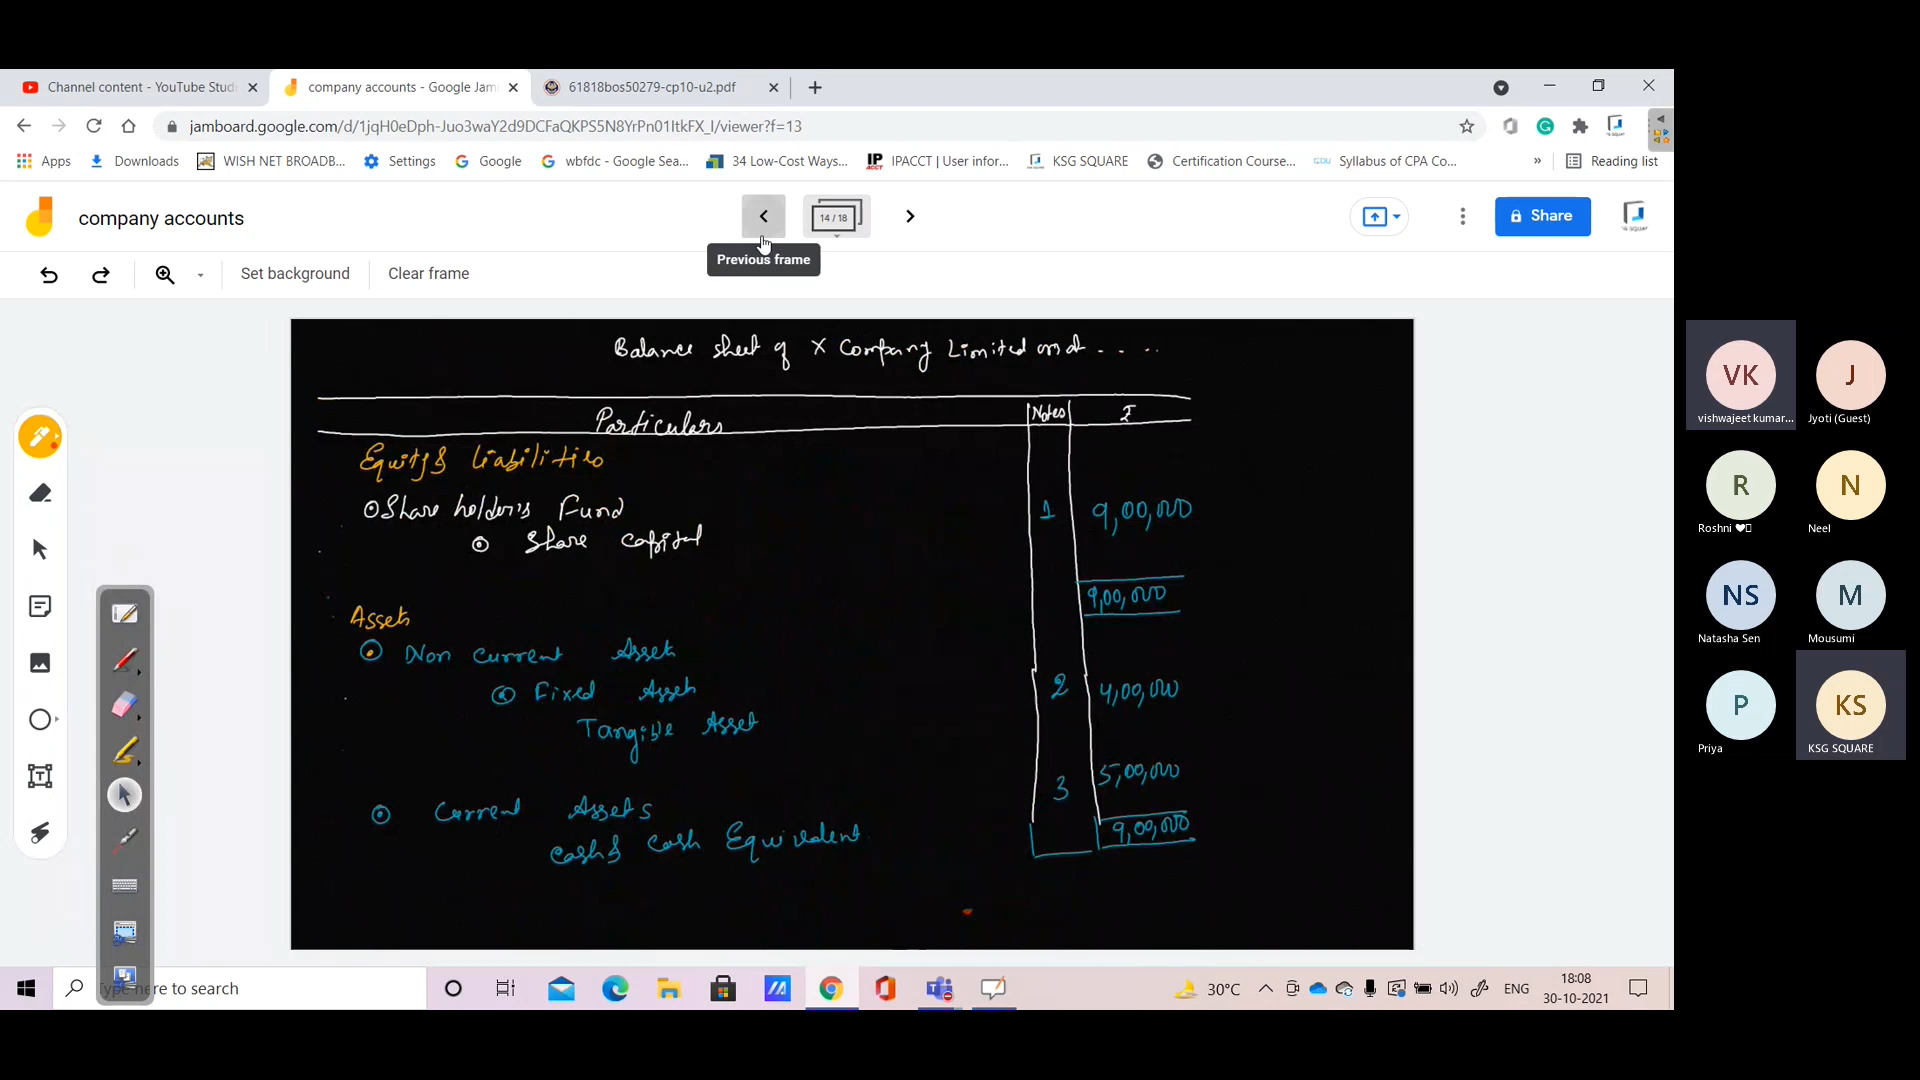 Channel content - YouTube Stud
company accounts - Google Jam
61818bos50279-cp10-u2.pdf
jamboard.google.com/d/1jqH0eDph-Juo3waY2d9DCFaQKPS5N8YrPn01ItkFX_I/viewer?f=13
Apps
Downloads
WISH NET BROADB...
Settings
Google
wbfdc - Google Sea...
34 Low-Cost Ways...
IPACCT | User infor...
KSG SQUARE
Certification Course...
Syllabus of CPA Co...
»
Reading list
company accounts
14 / 18
Share
Previous frame
Set background
Clear frame
Balance sheet of X Company Limited as at . . . .
Particulars Notes ₹
Equity & Liabilities
Share holder's Fund 1 9,00,000
Share capital
9,00,000
Assets
Non Current Asset
Fixed Asset 2 4,00,000
Tangible Asset
5,00,000
Current Assets 3
Cash & Cash Equivalent 9,00,000
VK
vishwajeet kumar...
J
Jyoti (Guest)
R
Roshni
N
Neel
NS
Natasha Sen
M
Mousumi
P
Priya
KS
KSG SQUARE
Type here to search
30°C
ENG
18:08
30-10-2021